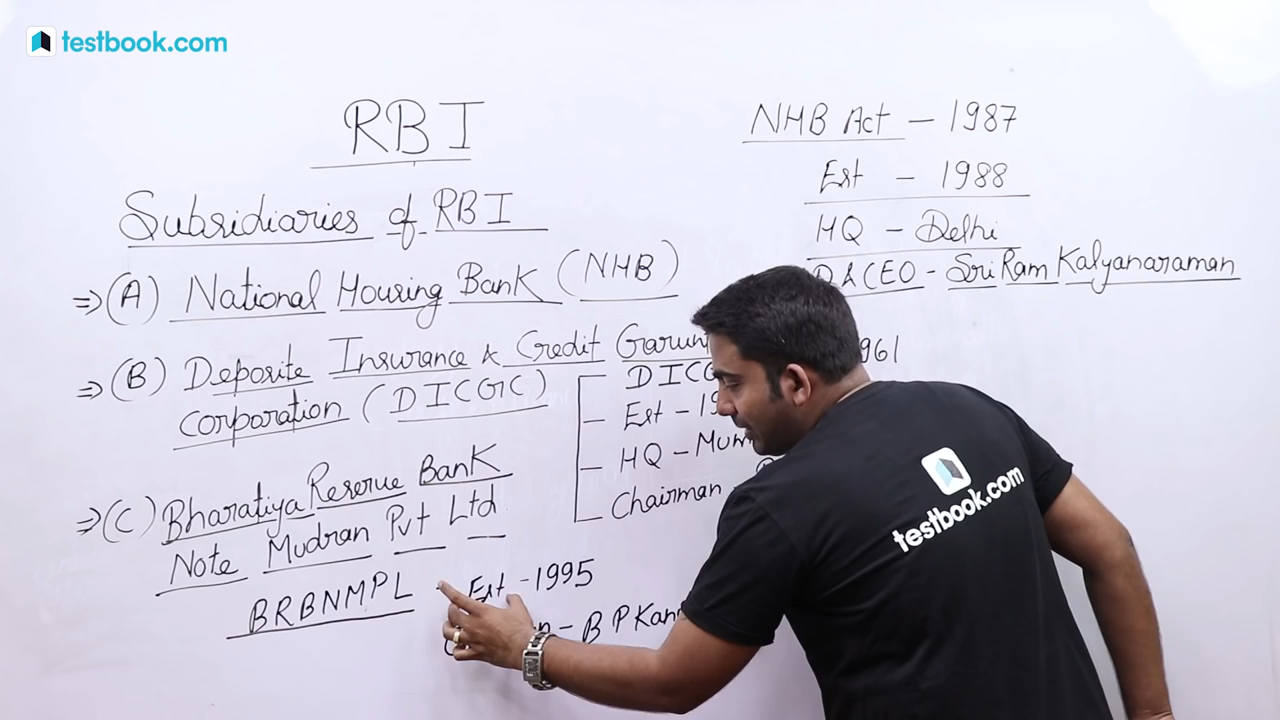 testbook.com
RBI
Subsidiaries of RBI
⇒ (A) National Housing Bank (NHB)
NHB Act - 1987
Est - 1988
HQ - Delhi
& CEO - Sri Ram Kalyanaraman
⇒ (B) Deposite Insurance & Credit
corporation (DICGC)
961
Est - 19
HQ - Mum
Chairman -
⇒ (C) Bharatiya Reserve Bank
Note Mudran Pvt Ltd.
BRBNMPL
Est - 1995
- B P Kan
testbook.com